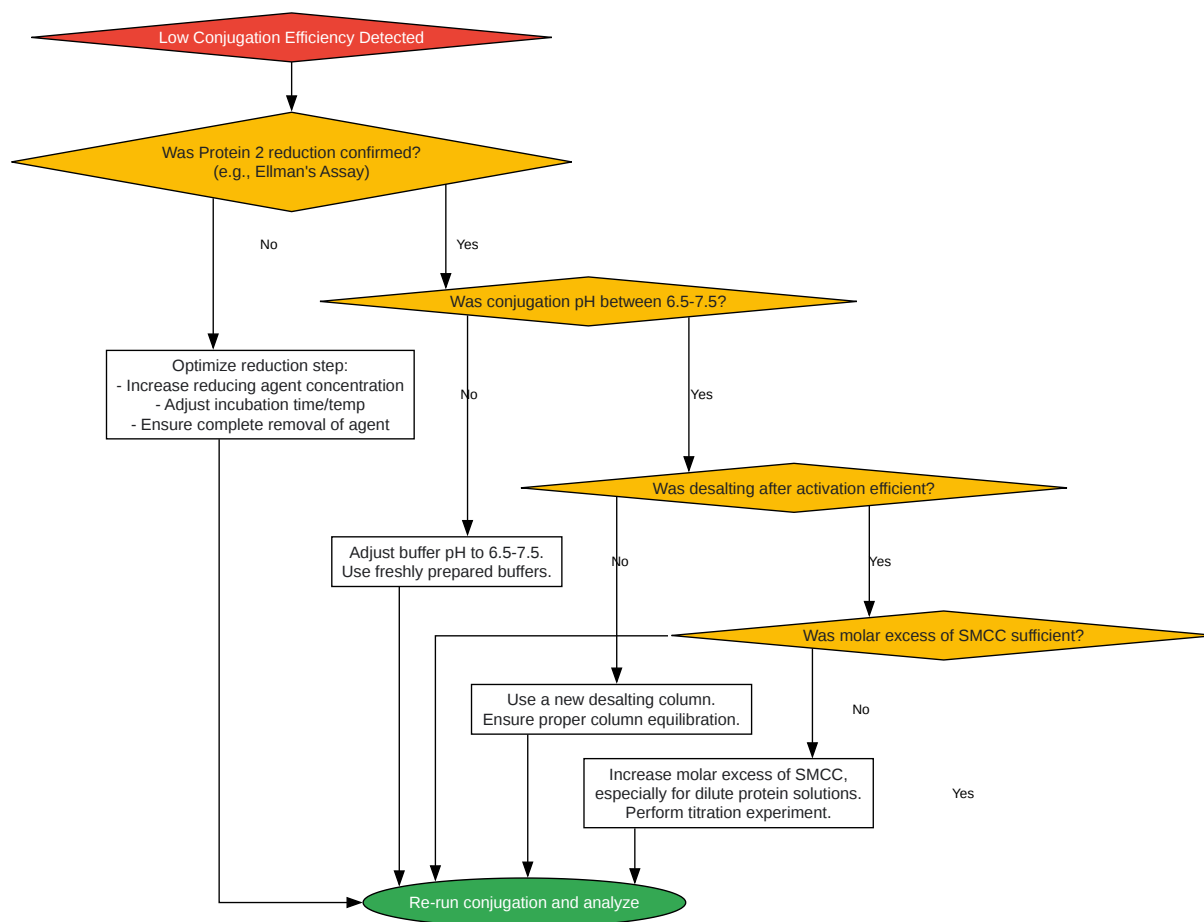 Low Conjugation Efficiency Detected
Was Protein 2 reduction confirmed?
(e.g., Ellman's Assay)
No
Yes
Was conjugation pH between 6.5-7.5?
Optimize reduction step:
- Increase reducing agent concentration
- Adjust incubation time/temp
- Ensure complete removal of agent
No
Yes
Was desalting after activation efficient?
Adjust buffer pH to 6.5-7.5.
Use freshly prepared buffers.
No
Yes
Was molar excess of SMCC sufficient?
Use a new desalting column.
Ensure proper column equilibration.
No
Increase molar excess of SMCC,
especially for dilute protein solutions.
Perform titration experiment.
Yes
Re-run conjugation and analyze